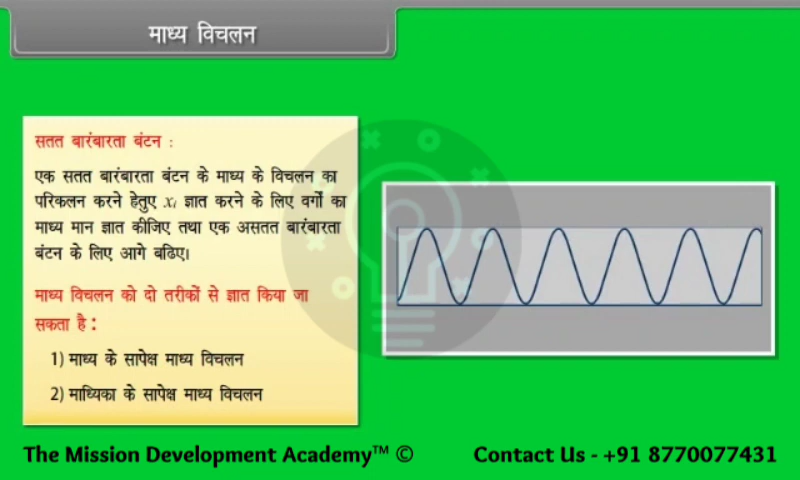 माध्य विचलन
सतत बारंबारता बंटन :
एक सतत बारंबारता बंटन के माध्य के विचलन का
परिकलन करने हेतुए xᵢ ज्ञात करने के लिए वर्गों का
माध्य मान ज्ञात कीजिए तथा एक असतत बारंबारता
बंटन के लिए आगे बढिए।
माध्य विचलन को दो तरीकों से ज्ञात किया जा
सकता है :
1) माध्य के सापेक्ष माध्य विचलन
2) माध्यिका के सापेक्ष माध्य विचलन
The Mission Development Academy™ © Contact Us - +91 8770077431